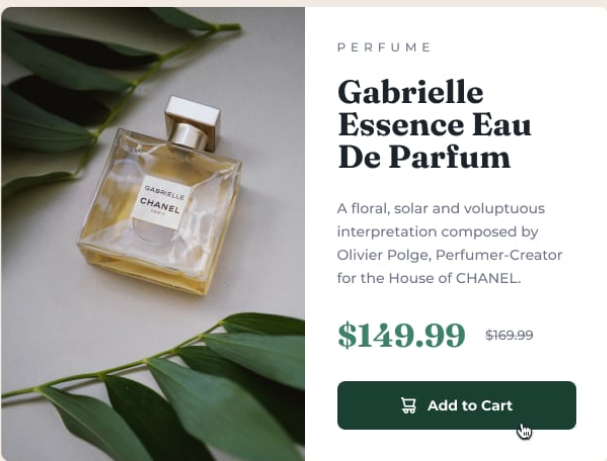 GABRIELLE
CHANEL
PARIS
PERFUME
Gabrielle
Essence Eau
De Parfum
A floral, solar and voluptuous
interpretation composed by
Olivier Polge, Perfumer-Creator
for the House of CHANEL.
$149.99 $169.99
Add to Cart